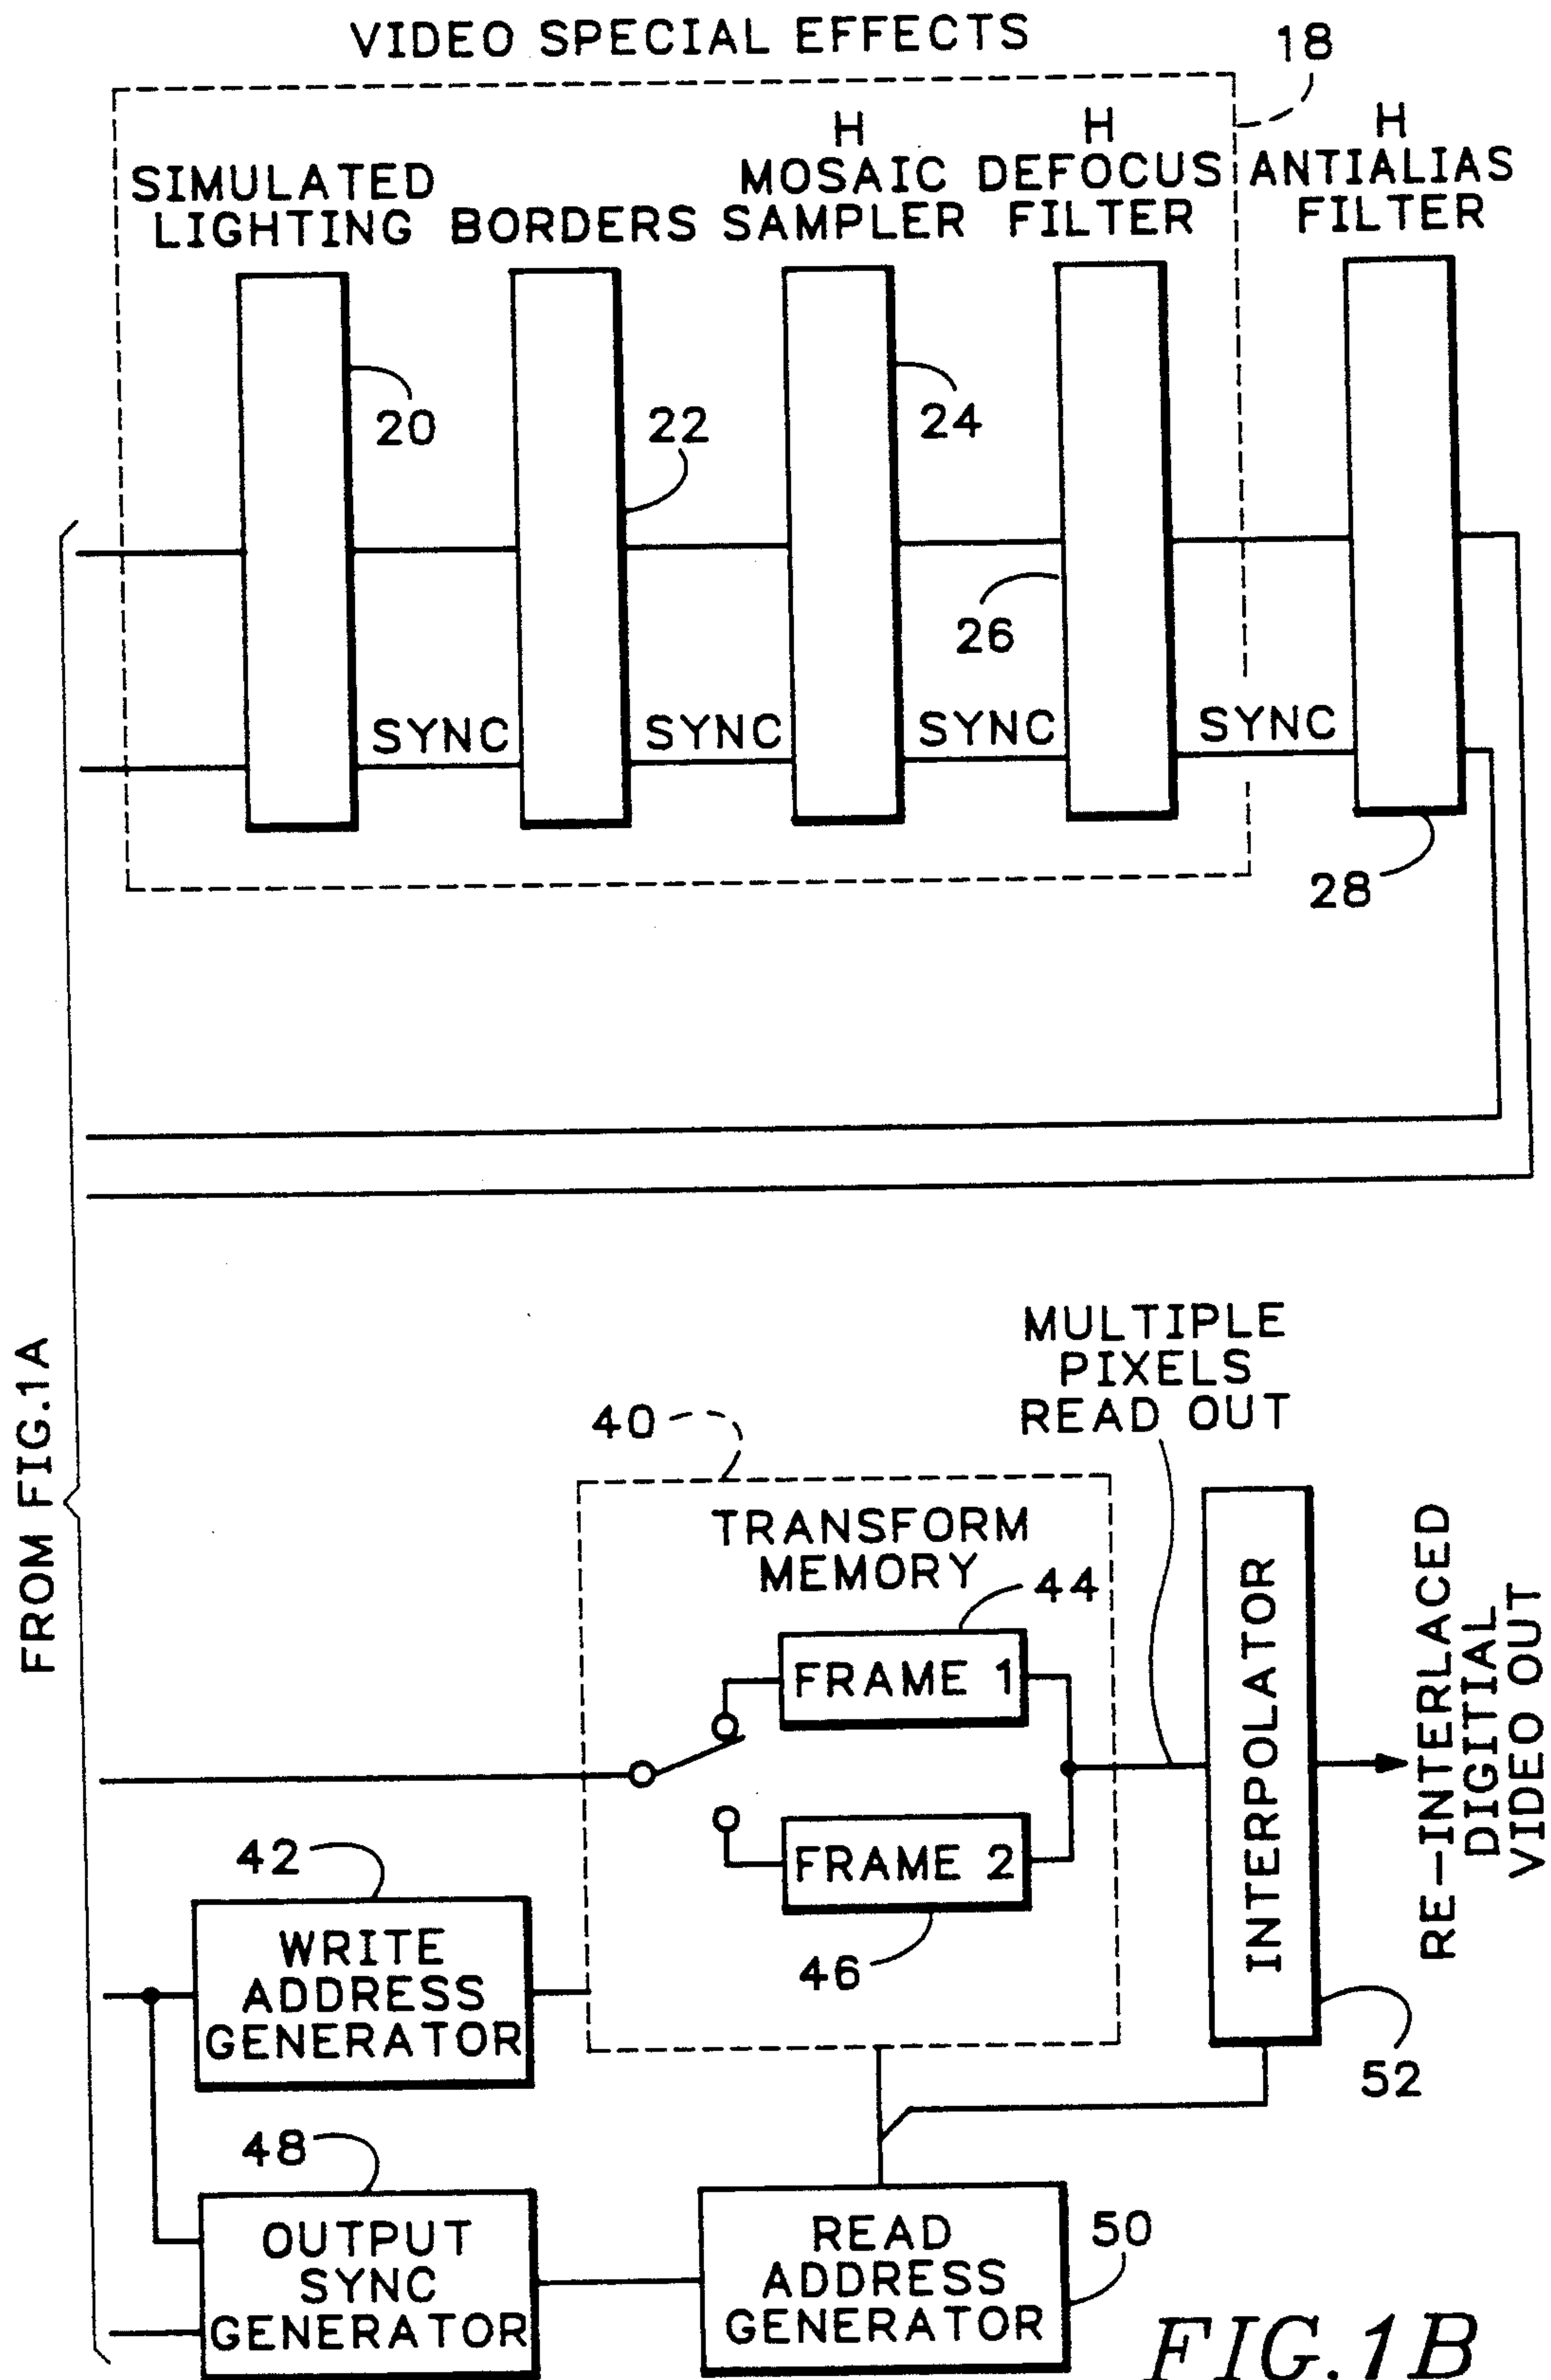 VIDEO SPECIAL EFFECTS
18
SIMULATED
LIGHTING
BORDERS
H
MOSAIC
SAMPLER
H
DEFOCUS
FILTER
H
ANTIALIAS
FILTER
20
22
24
26
SYNC
SYNC
SYNC
SYNC
28
FROM FIG.1A
MULTIPLE
PIXELS
READ OUT
40
TRANSFORM
MEMORY
44
FRAME 1
FRAME 2
46
INTERPOLATOR
52
RE-INTERLACED
DIGITIAL
VIDEO OUT
42
WRITE
ADDRESS
GENERATOR
48
OUTPUT
SYNC
GENERATOR
READ
ADDRESS
GENERATOR
50
FIG.1B